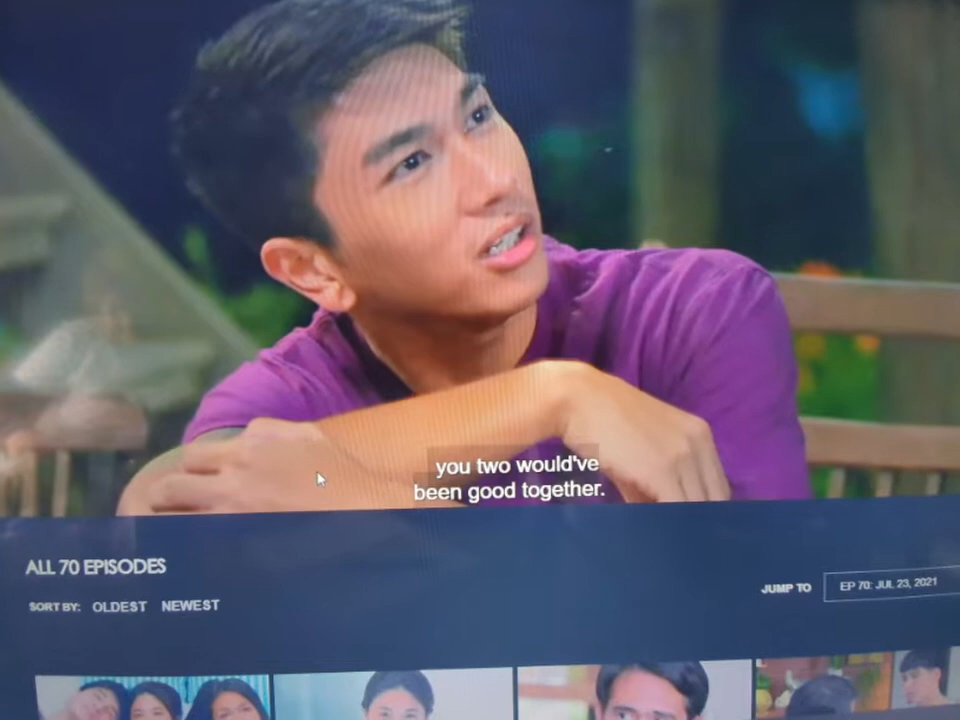 you two would've
been good together.
ALL 70 EPISODES
SORT BY: OLDEST NEWEST
JUMP TO EP 70: JUL 23, 2021